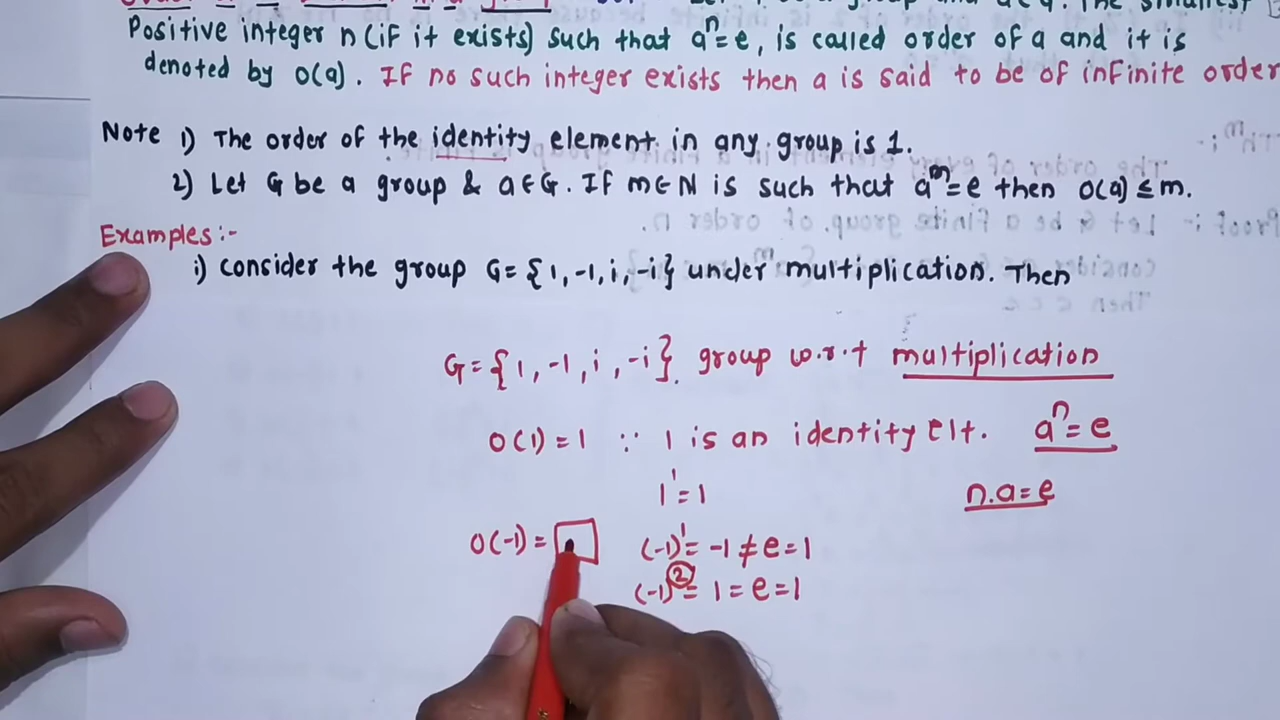 Positive integer n (if it exists) such that aⁿ = e, is called order of a and it is
denoted by o(a). If no such integer exists then a is said to be of infinite order
Note 1) The order of the identity element in any group is 1.
2) Let G be a group & a ∈ G. If m ∈ N is such that aᵐ = e then o(a) ≤ m.
Examples:-
i) consider the group G = {1, -1, i, -i} under multiplication. Then
G = {1, -1, i, -i}. group w.r.t multiplication
o(1) = 1 ∵ 1 is an identity elt. aⁿ = e
1¹ = 1 n.a = e
o(-1) = (-1)¹ = -1 ≠ e = 1
(-1)² = 1 = e = 1